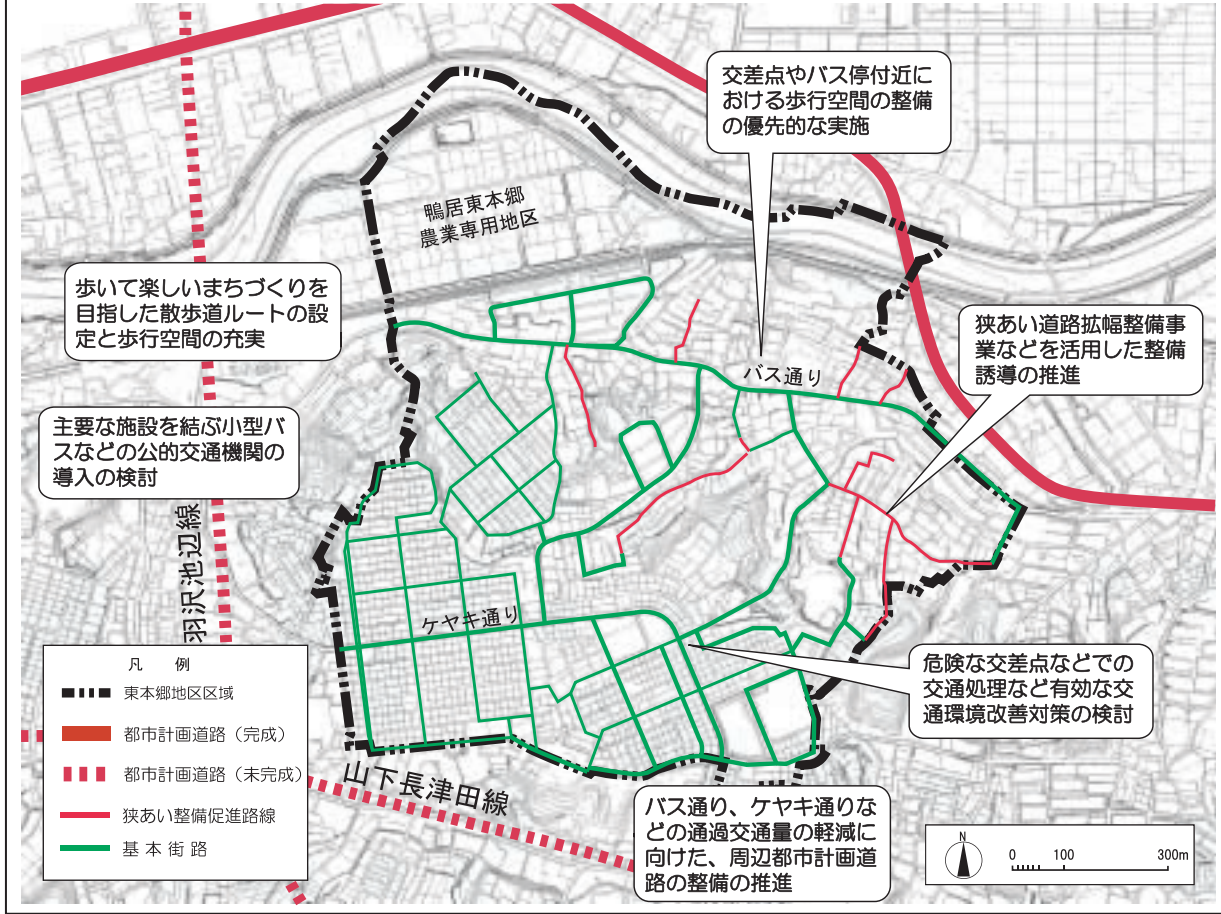 交差点やバス停付近に
おける歩行空間の整備
の優先的な実施
鴨居東本郷
農業専用地区
歩いて楽しいまちづくりを
目指した散歩道ルートの設
定と歩行空間の充実
狭あい道路拡幅整備事
業などを活用した整備
誘導の推進
バス通り
主要な施設を結ぶ小型バ
スなどの公的交通機関の
導入の検討
羽沢池辺線
ケヤキ通り
危険な交差点などでの
交通処理など有効な交
通環境改善対策の検討
山下長津田線
バス通り、ケヤキ通りな
どの通過交通量の軽減に
向けた、周辺都市計画道
路の整備の推進
凡 例
東本郷地区区域
都市計画道路（完成）
都市計画道路（未完成）
狭あい整備促進路線
基本街路
N
0 100 300m